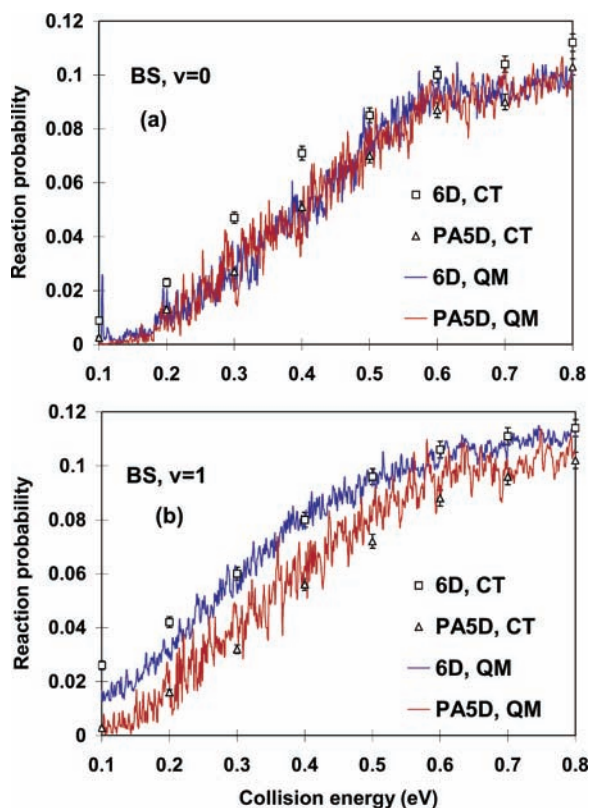 0.12
0.1
0.08
0.06
0.04
0.02
0
Reaction probability
BS, v=0
(a)
6D, CT
PA5D, CT
6D, QM
PA5D, QM
0.1 0.2 0.3 0.4 0.5 0.6 0.7 0.8
0.12
0.1
0.08
0.06
0.04
0.02
0
Reaction probability
BS, v=1
(b)
6D, CT
PA5D, CT
6D, QM
PA5D, QM
0.1 0.2 0.3 0.4 0.5 0.6 0.7 0.8
Collision energy (eV)